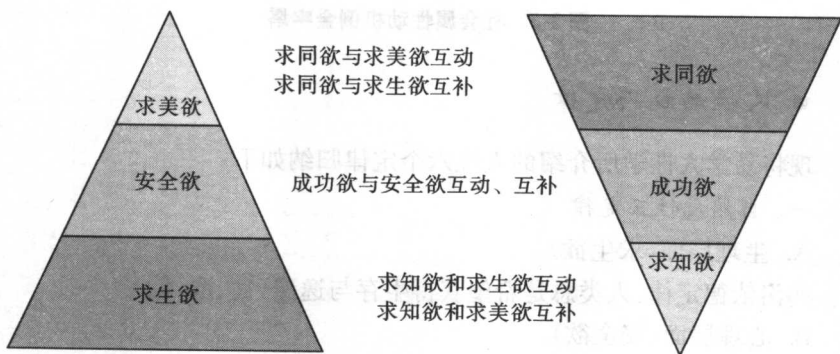 求同欲与求美欲互动
求同欲与求生欲互补
求同欲
求美欲
安全欲
成功欲与安全欲互动、互补
成功欲
求知欲
求生欲
求知欲和求生欲互动
求知欲和求美欲互补